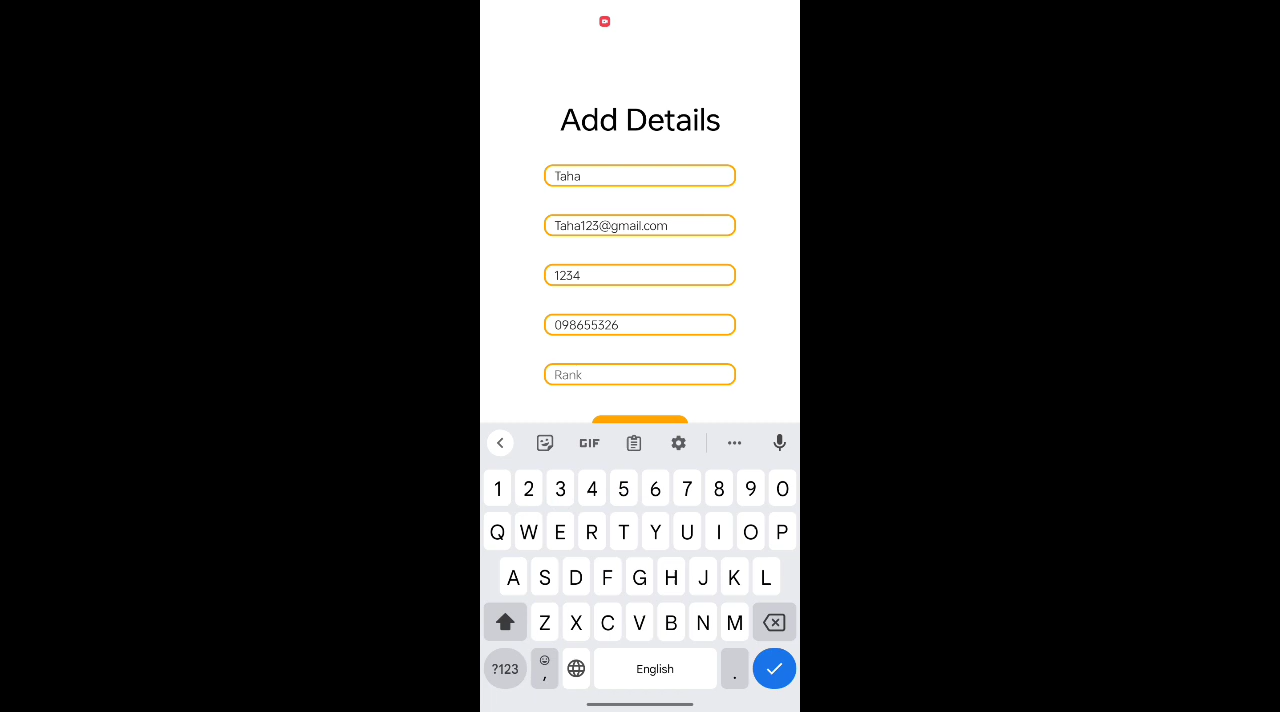 Add Details
Taha
Taha123@gmail.com
1234
098655326
Rank
GIF
1 2 3 4 5 6 7 8 9 0
Q W E R T Y U I O P
A S D F G H J K L
Z X C V B N M
?123 , English .